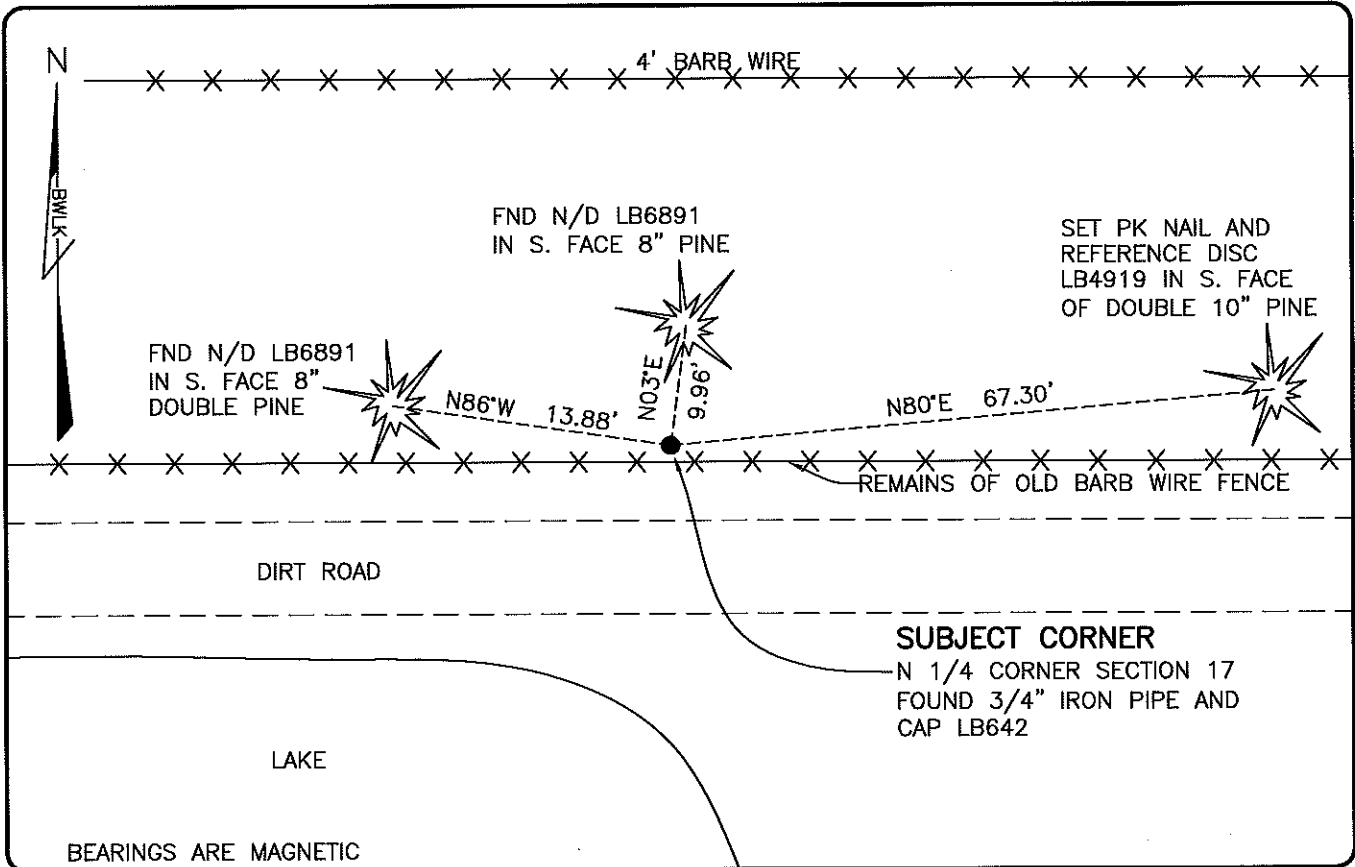 N
4' BARB WIRE
BWLK
FND N/D LB6891
IN S. FACE 8" PINE
SET PK NAIL AND
REFERENCE DISC
LB4919 IN S. FACE
OF DOUBLE 10" PINE
FND N/D LB6891
IN S. FACE 8"
DOUBLE PINE
N86°W 13.88'
N03°E
9.96'
N80°E 67.30'
REMAINS OF OLD BARB WIRE FENCE
DIRT ROAD
SUBJECT CORNER
N 1/4 CORNER SECTION 17
FOUND 3/4" IRON PIPE AND
CAP LB642
LAKE
BEARINGS ARE MAGNETIC